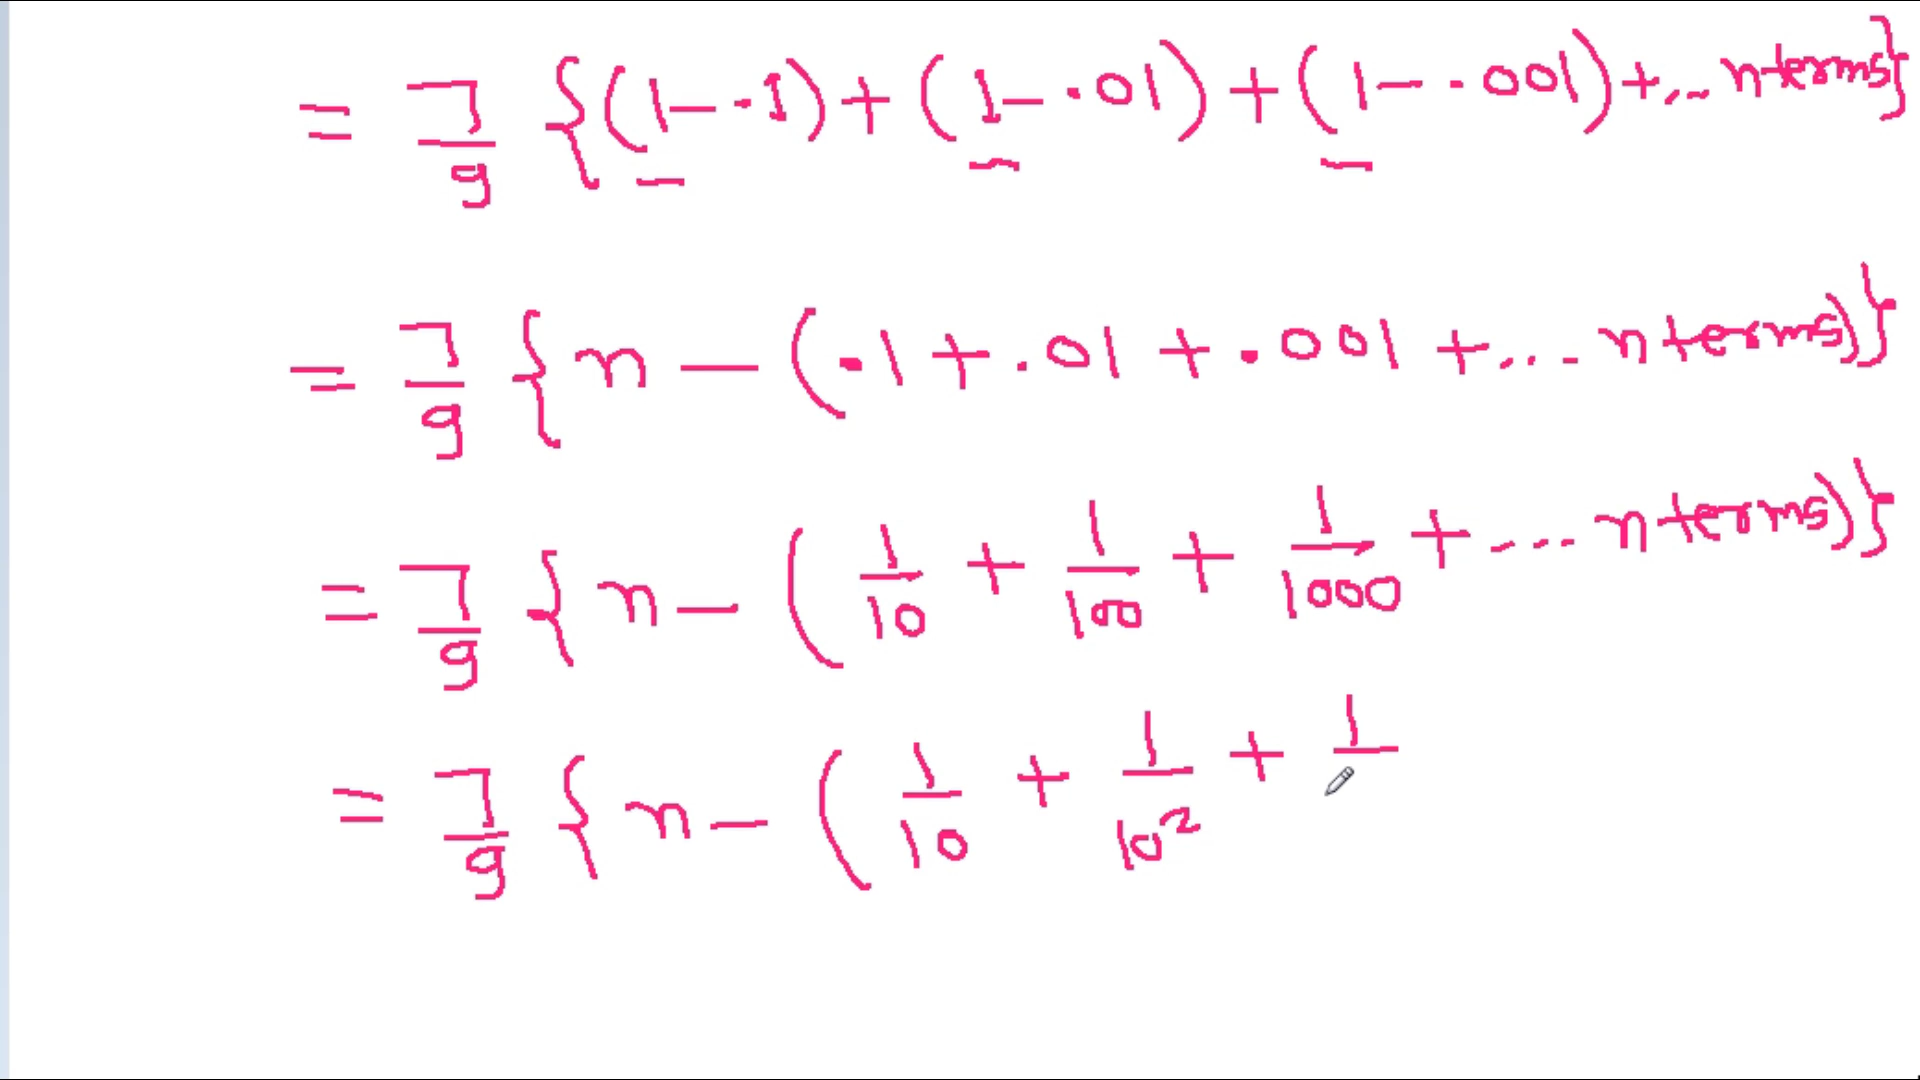 = 7/9 {(1 - .1) + (1 - .01) + (1 - .001) + ... n terms}
= 7/9 {n - (.1 + .01 + .001 + ... n terms)}
= 7/9 {n - (1/10 + 1/100 + 1/1000 + ... n terms)}
= 7/9 {n - (1/10 + 1/10² + 1/